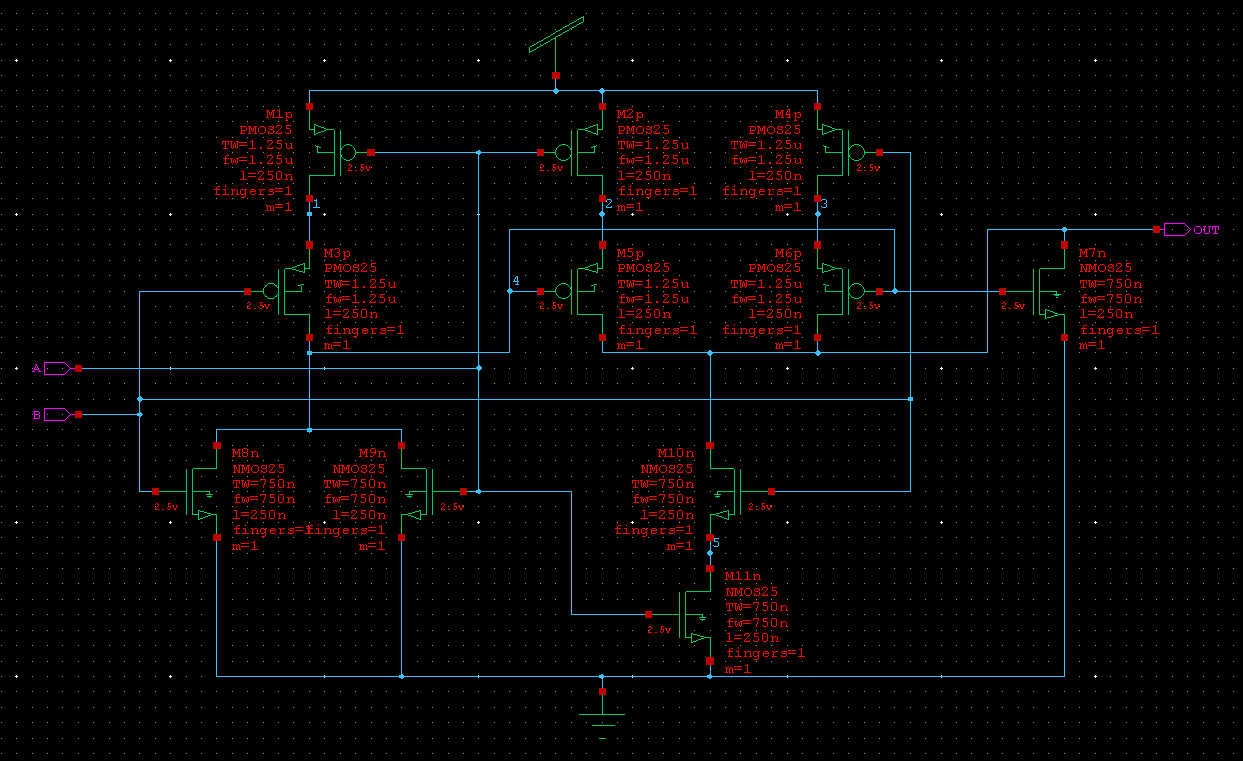 M1p
PMOS25
TW=1.25u
fw=1.25u
l=250n
fingers=1
m=1
2.5v
1
M2p
PMOS25
TW=1.25u
fw=1.25u
l=250n
fingers=1
m=1
2.5v
2
M4p
PMOS25
TW=1.25u
fw=1.25u
l=250n
fingers=1
m=1
2.5v
3
OUT
M3p
PMOS25
TW=1.25u
fw=1.25u
l=250n
fingers=1
m=1
2.5v
4
M5p
PMOS25
TW=1.25u
fw=1.25u
l=250n
fingers=1
m=1
2.5v
M6p
PMOS25
TW=1.25u
fw=1.25u
l=250n
fingers=1
m=1
2.5v
M7n
NMOS25
TW=750n
fw=750n
l=250n
fingers=1
m=1
2.5v
A
B
M8n
NMOS25
TW=750n
fw=750n
l=250n
fingers=1
m=1
2.5v
M9n
NMOS25
TW=750n
fw=750n
l=250n
fingers=1
m=1
2.5v
M10n
NMOS25
TW=750n
fw=750n
l=250n
fingers=1
m=1
2.5v
5
M11n
NMOS25
TW=750n
fw=750n
l=250n
fingers=1
m=1
2.5v